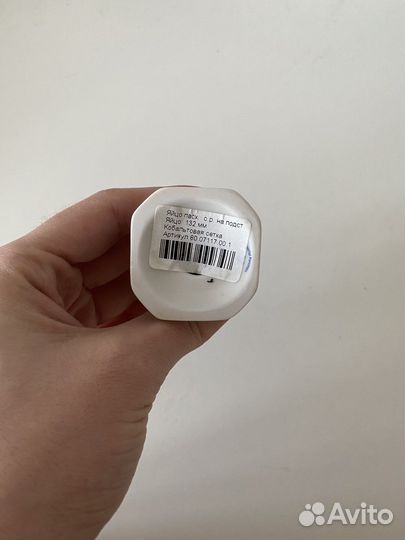 Яйцо пасх. с.р. на подст
Яйцо 132 мм
Кобальтовая сетка
Артикул 80.07117.00.1
Avito